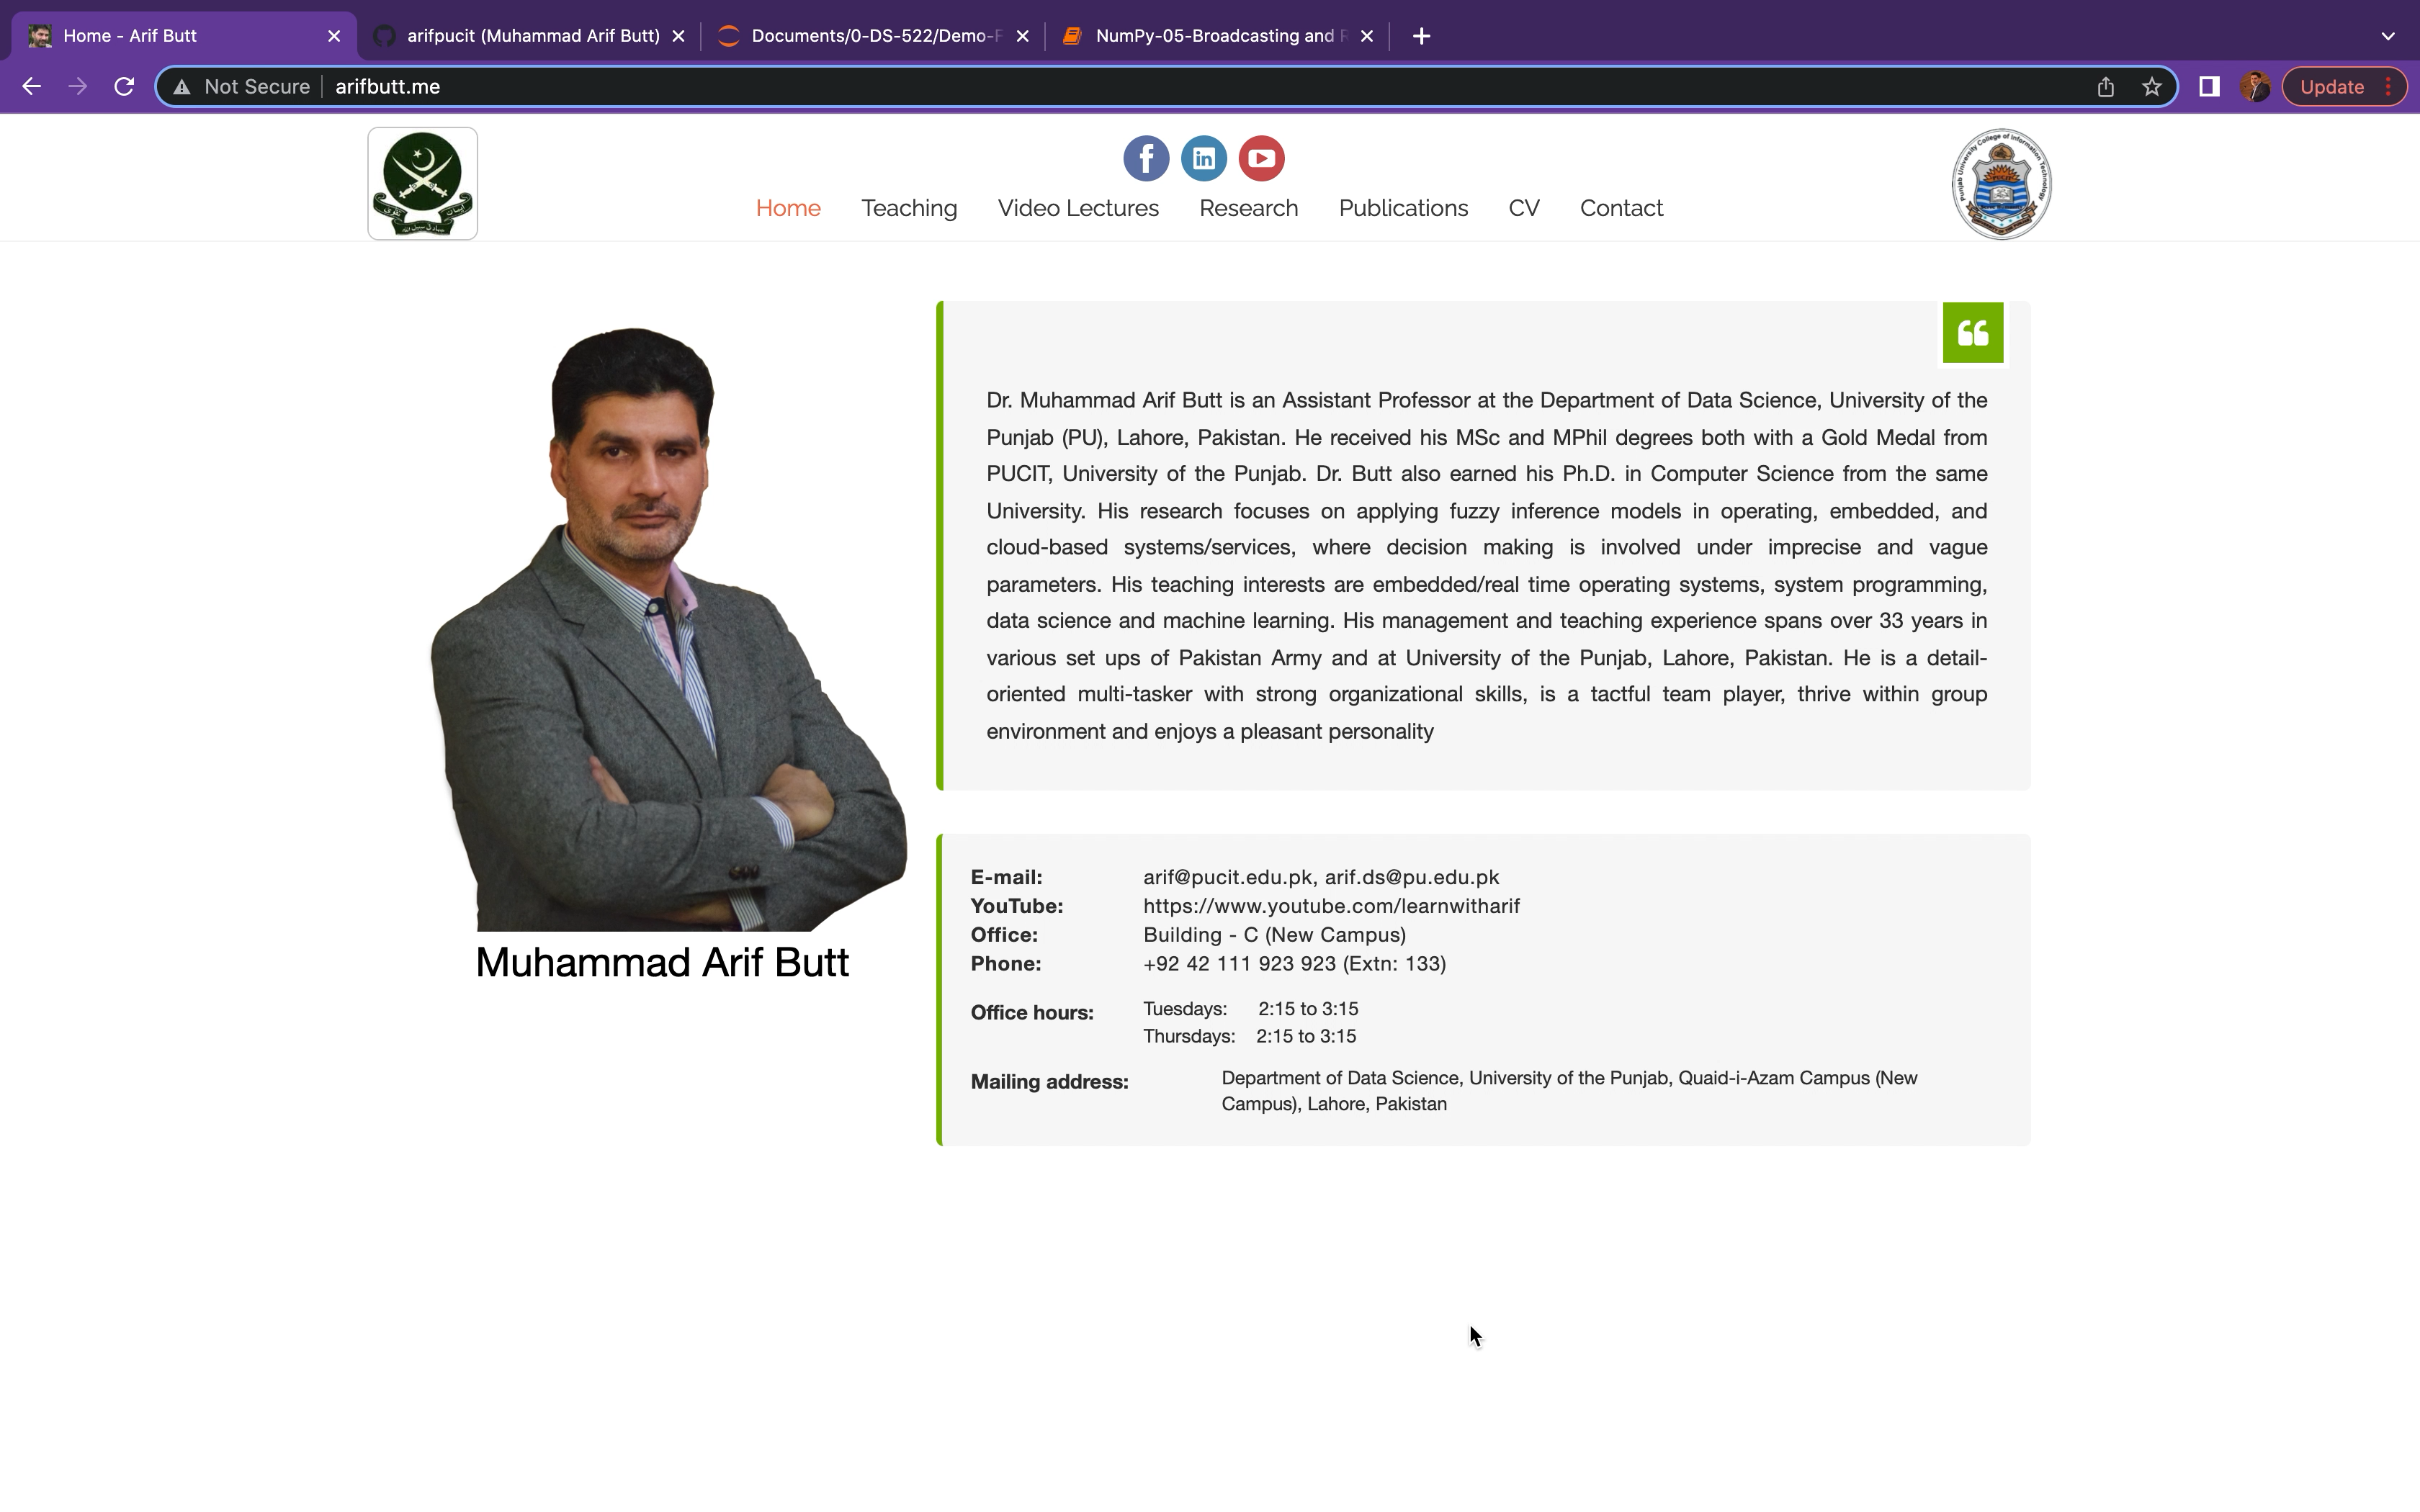 Home - Arif Butt
arifpucit (Muhammad Arif Butt)
Documents/0-DS-522/Demo-F
NumPy-05-Broadcasting and R
Not Secure
arifbutt.me
Update
Punjab University College of Information Technology
Home Teaching Video Lectures Research Publications CV Contact
Dr. Muhammad Arif Butt is an Assistant Professor at the Department of Data Science, University of the
Punjab (PU), Lahore, Pakistan. He received his MSc and MPhil degrees both with a Gold Medal from
PUCIT, University of the Punjab. Dr. Butt also earned his Ph.D. in Computer Science from the same
University. His research focuses on applying fuzzy inference models in operating, embedded, and
cloud-based systems/services, where decision making is involved under imprecise and vague
parameters. His teaching interests are embedded/real time operating systems, system programming,
data science and machine learning. His management and teaching experience spans over 33 years in
various set ups of Pakistan Army and at University of the Punjab, Lahore, Pakistan. He is a detail-
oriented multi-tasker with strong organizational skills, is a tactful team player, thrive within group
environment and enjoys a pleasant personality
Muhammad Arif Butt
E-mail: arif@pucit.edu.pk, arif.ds@pu.edu.pk
YouTube: https://www.youtube.com/learnwitharif
Office: Building - C (New Campus)
Phone: +92 42 111 923 923 (Extn: 133)
Office hours: Tuesdays: 2:15 to 3:15
Thursdays: 2:15 to 3:15
Mailing address: Department of Data Science, University of the Punjab, Quaid-i-Azam Campus (New
Campus), Lahore, Pakistan